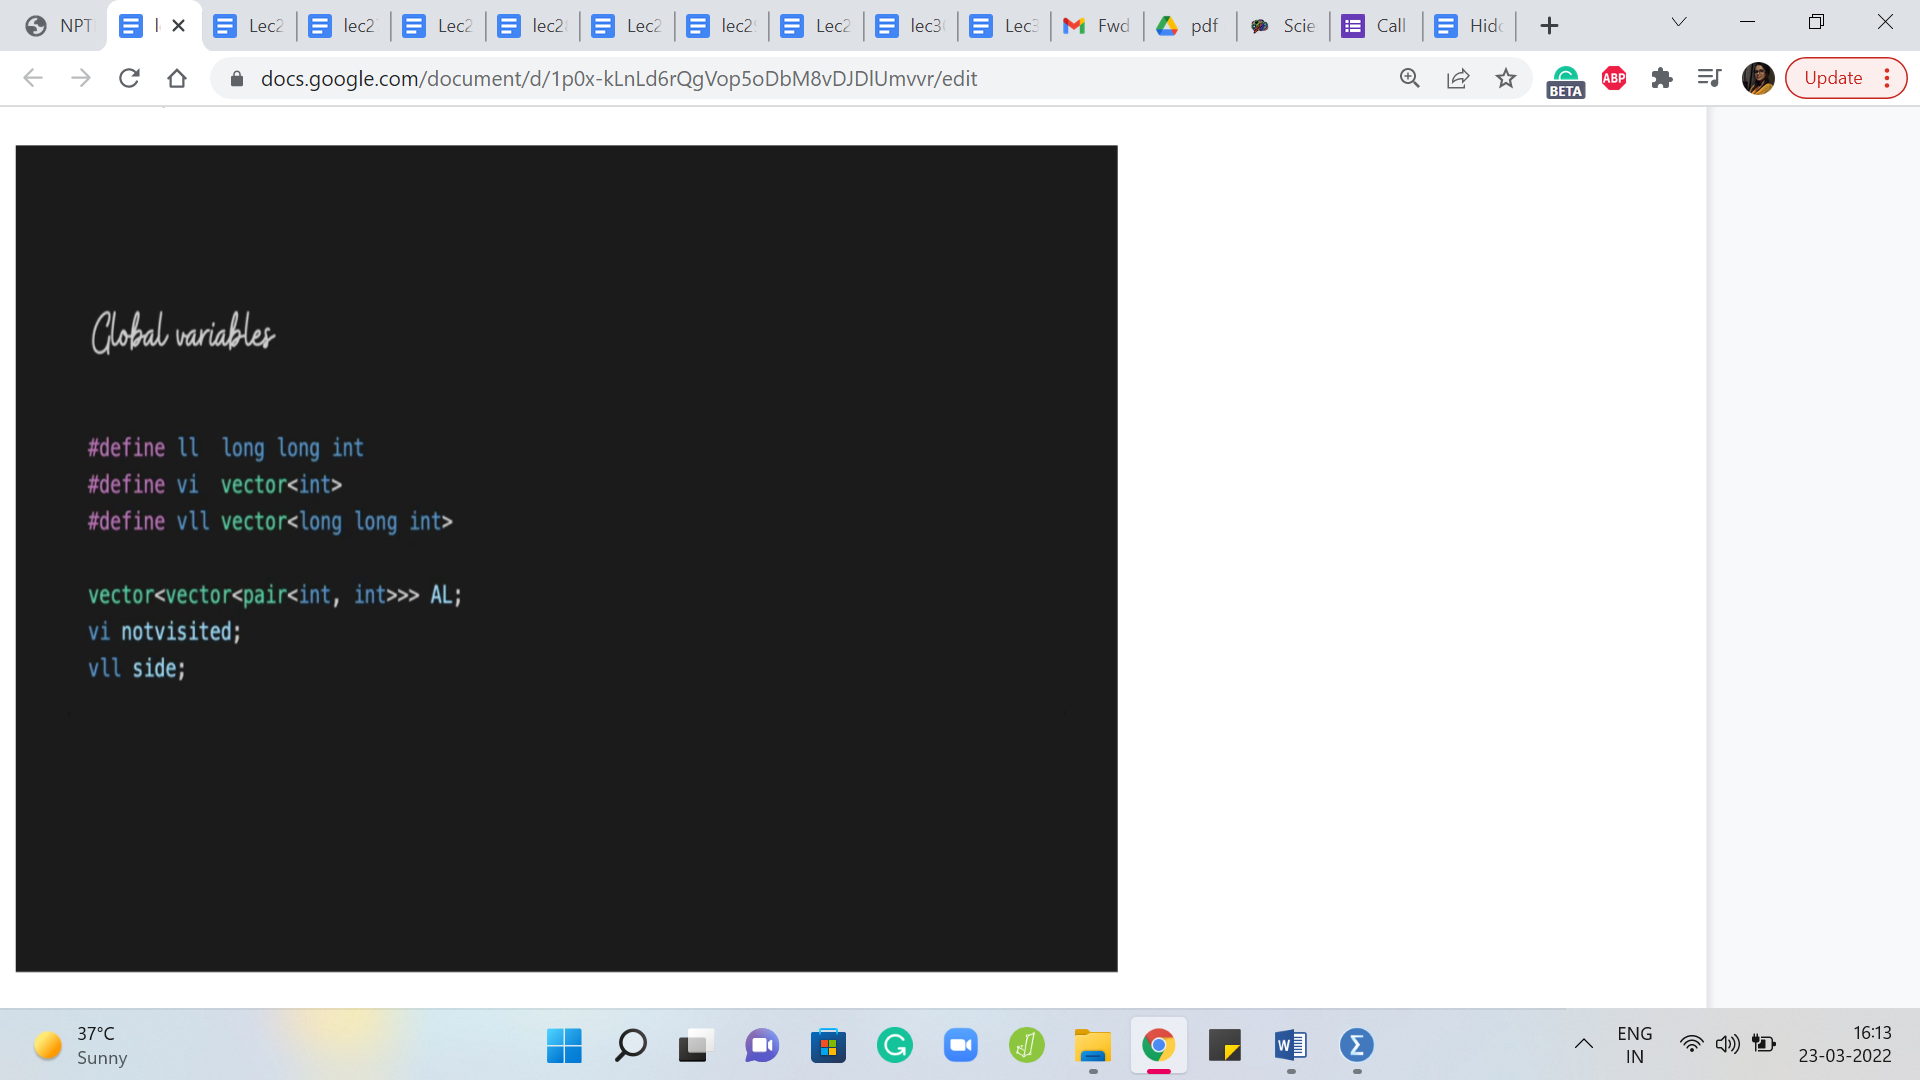 NPT
l
Lec2
lec2
Lec2
lec2
Lec2
lec2
Lec2
lec3
Lec3
Fwd
pdf
Scie
Call
Hid
docs.google.com/document/d/1p0x-kLnLd6rQgVop5oDbM8vDJDlUmvvr/edit
BETA
ABP
Update
Global variables
#define ll long long int
#define vi vector<int>
#define vll vector<long long int>
vector<vector<pair<int, int>>> AL;
vi notvisited;
vll side;
37°C
Sunny
ENG
IN
16:13
23-03-2022